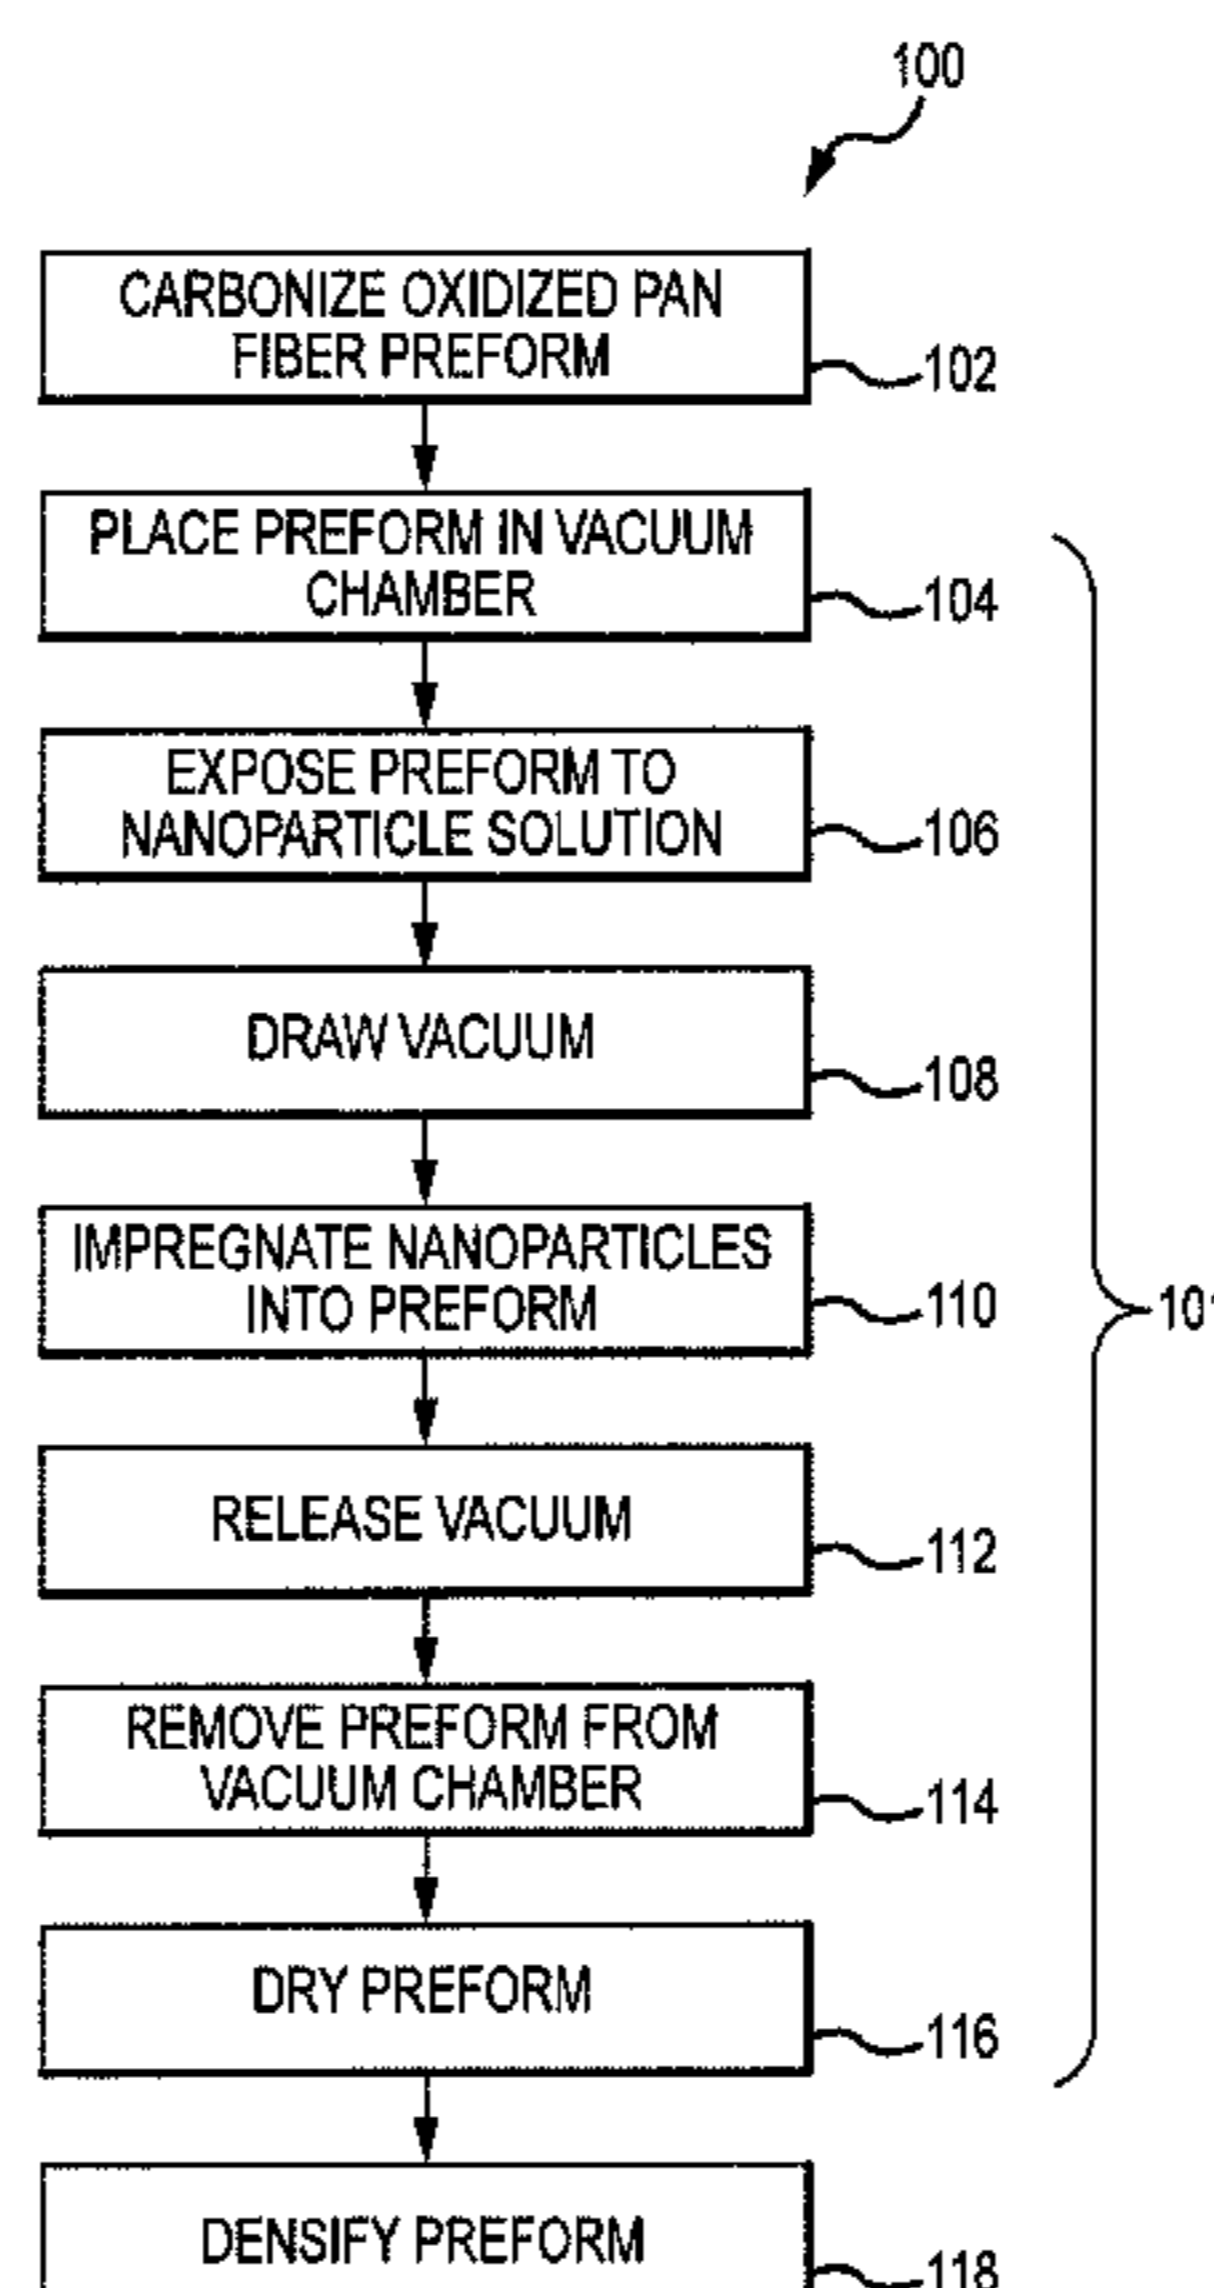 100
CARBONIZE OXIDIZED PAN
FIBER PREFORM
102
PLACE PREFORM IN VACUUM
CHAMBER
104
EXPOSE PREFORM TO
NANOPARTICLE SOLUTION
106
DRAW VACUUM
108
IMPREGNATE NANOPARTICLES
INTO PREFORM
110
101
RELEASE VACUUM
112
REMOVE PREFORM FROM
VACUUM CHAMBER
114
DRY PREFORM
116
DENSIFY PREFORM
118